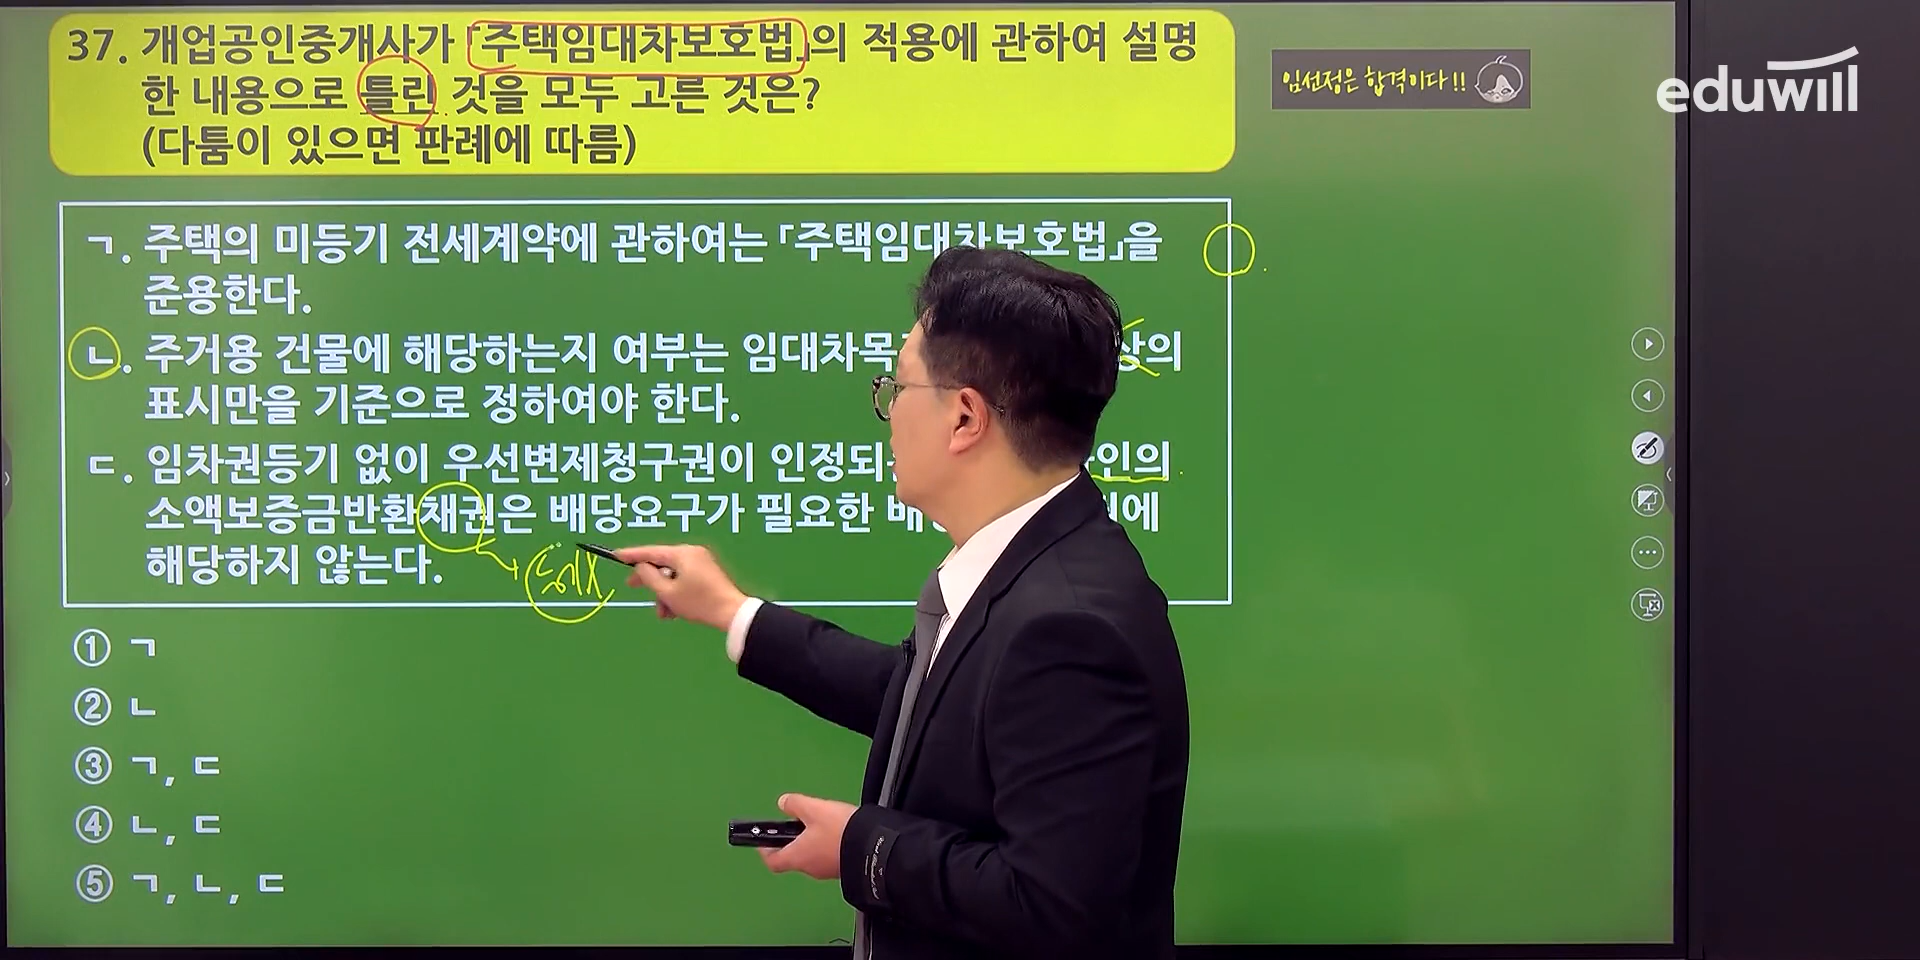 37. 개업공인중개사가 「주택임대차보호법」의 적용에 관하여 설명
한 내용으로 틀린 것을 모두 고른 것은?
(다툼이 있으면 판례에 따름)
임선정은 합격이다!!
eduwill
ㄱ. 주택의 미등기 전세계약에 관하여는 「주택임대차보호법」을
준용한다.
ㄴ. 주거용 건물에 해당하는지 여부는 임대차목 상의
표시만을 기준으로 정하여야 한다.
ㄷ. 임차권등기 없이 우선변제청구권이 인정되 인의
소액보증금반환채권은 배당요구가 필요한 배 에
해당하지 않는다.
① ㄱ
② ㄴ
③ ㄱ, ㄷ
④ ㄴ, ㄷ
⑤ ㄱ, ㄴ, ㄷ